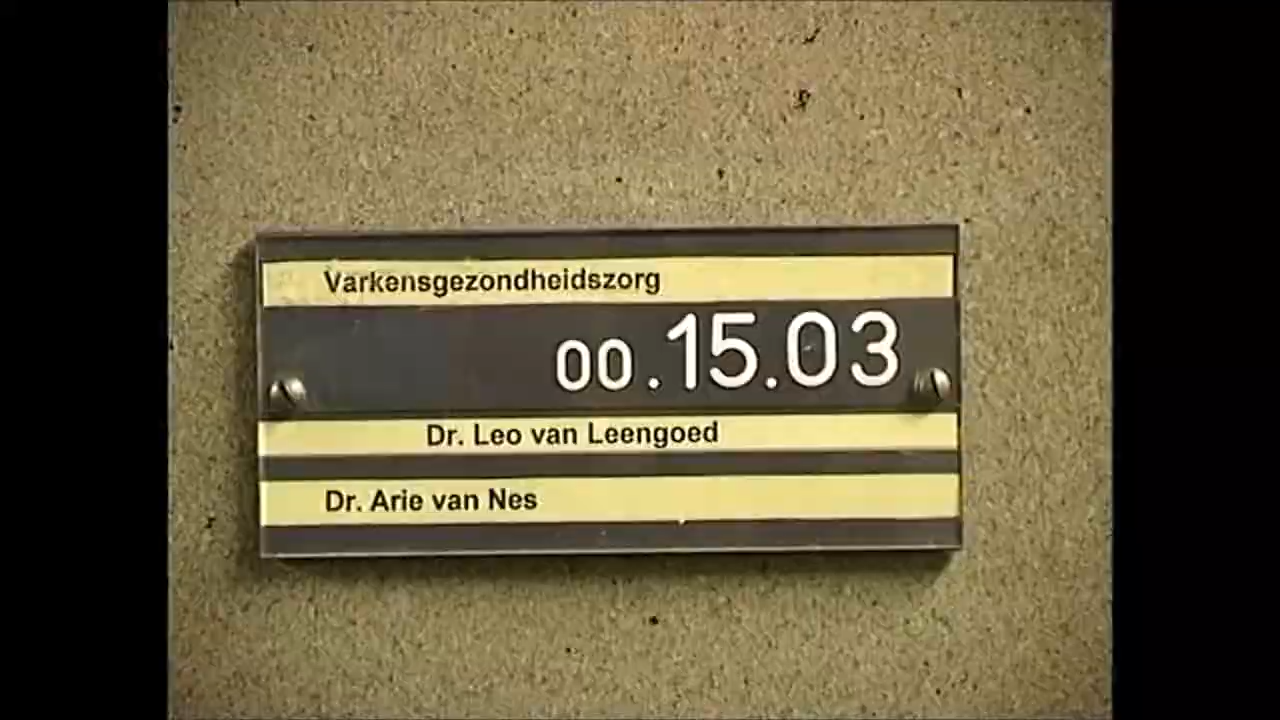 Varkensgezondheidszorg
00.15.03
Dr. Leo van Leengoed
Dr. Arie van Nes